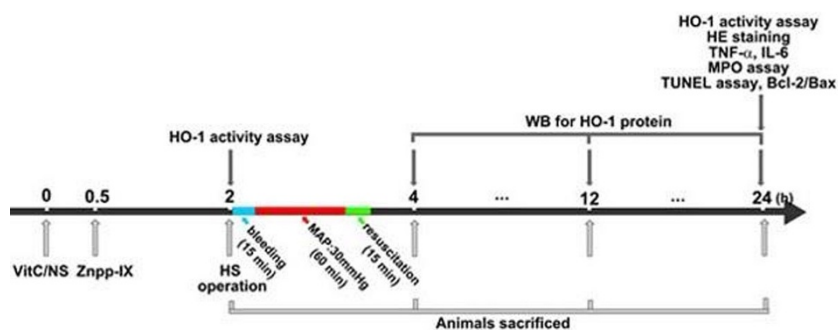 HO-1 activity assay
HE staining
TNF-α, IL-6
MPO assay
TUNEL assay, Bcl-2/Bax
WB for HO-1 protein
HO-1 activity assay
0 0.5 2 4 ... 12 ... 24 (h)
bleeding
(15 min)
MAP:30mmHg
(60 min)
resuscitation
(15 min)
VitC/NS Znpp-IX HS
operation
Animals sacrificed